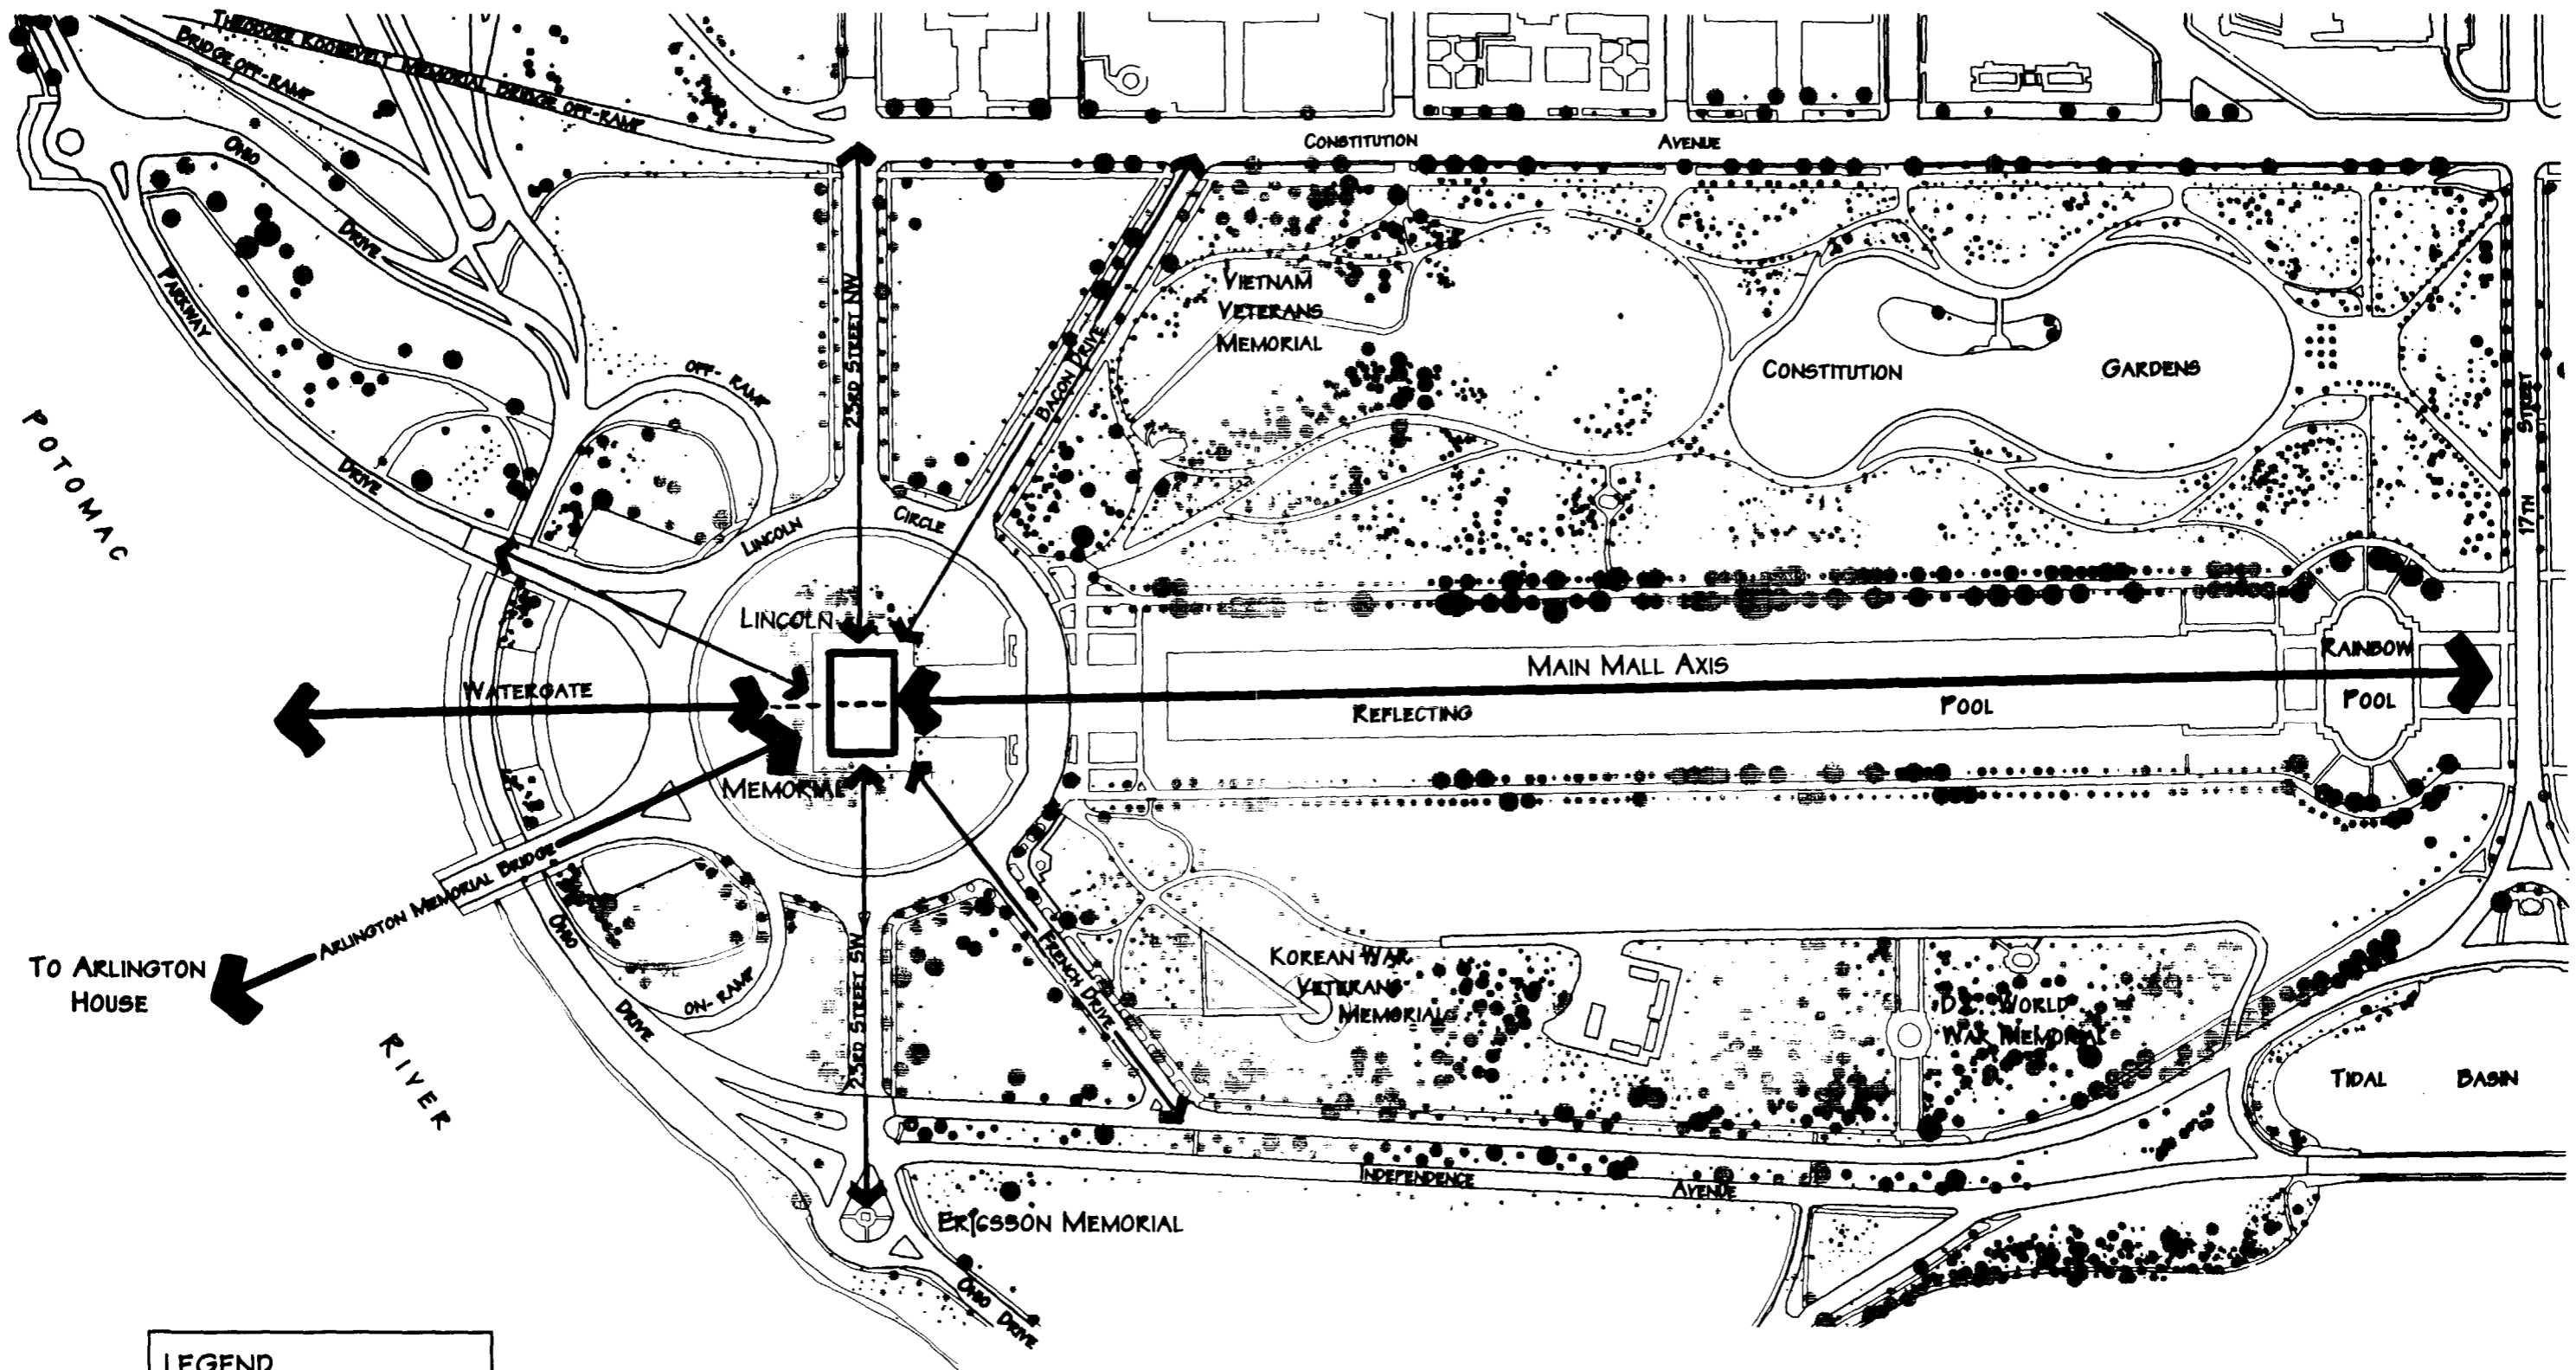 THEODORE ROOSEVELT MEMORIAL BRIDGE OFF-RAMP
BRIDGE OFF-RAMP
CONSTITUTION AVENUE
OHIO DRIVE
PARKWAY DRIVE
23RD STREET NW
BACON DRIVE
VIETNAM
VETERANS
MEMORIAL
CONSTITUTION GARDENS
17TH STREET
OFF-RAMP
POTOMAC
LINCOLN CIRCLE
LINCOLN
MEMORIAL
WATERGATE
MAIN MALL AXIS
REFLECTING POOL
RAINBOW
POOL
ARLINGTON MEMORIAL BRIDGE
TO ARLINGTON
HOUSE
RIVER
OHIO DRIVE
ON-RAMP
23RD STREET SW
FRENCH DRIVE
KOREAN WAR
VETERANS
MEMORIAL
D.C. WORLD
WAR MEMORIAL
TIDAL BASIN
INDEPENDENCE AVENUE
ERICSSON MEMORIAL
OHIO DRIVE
LEGEND